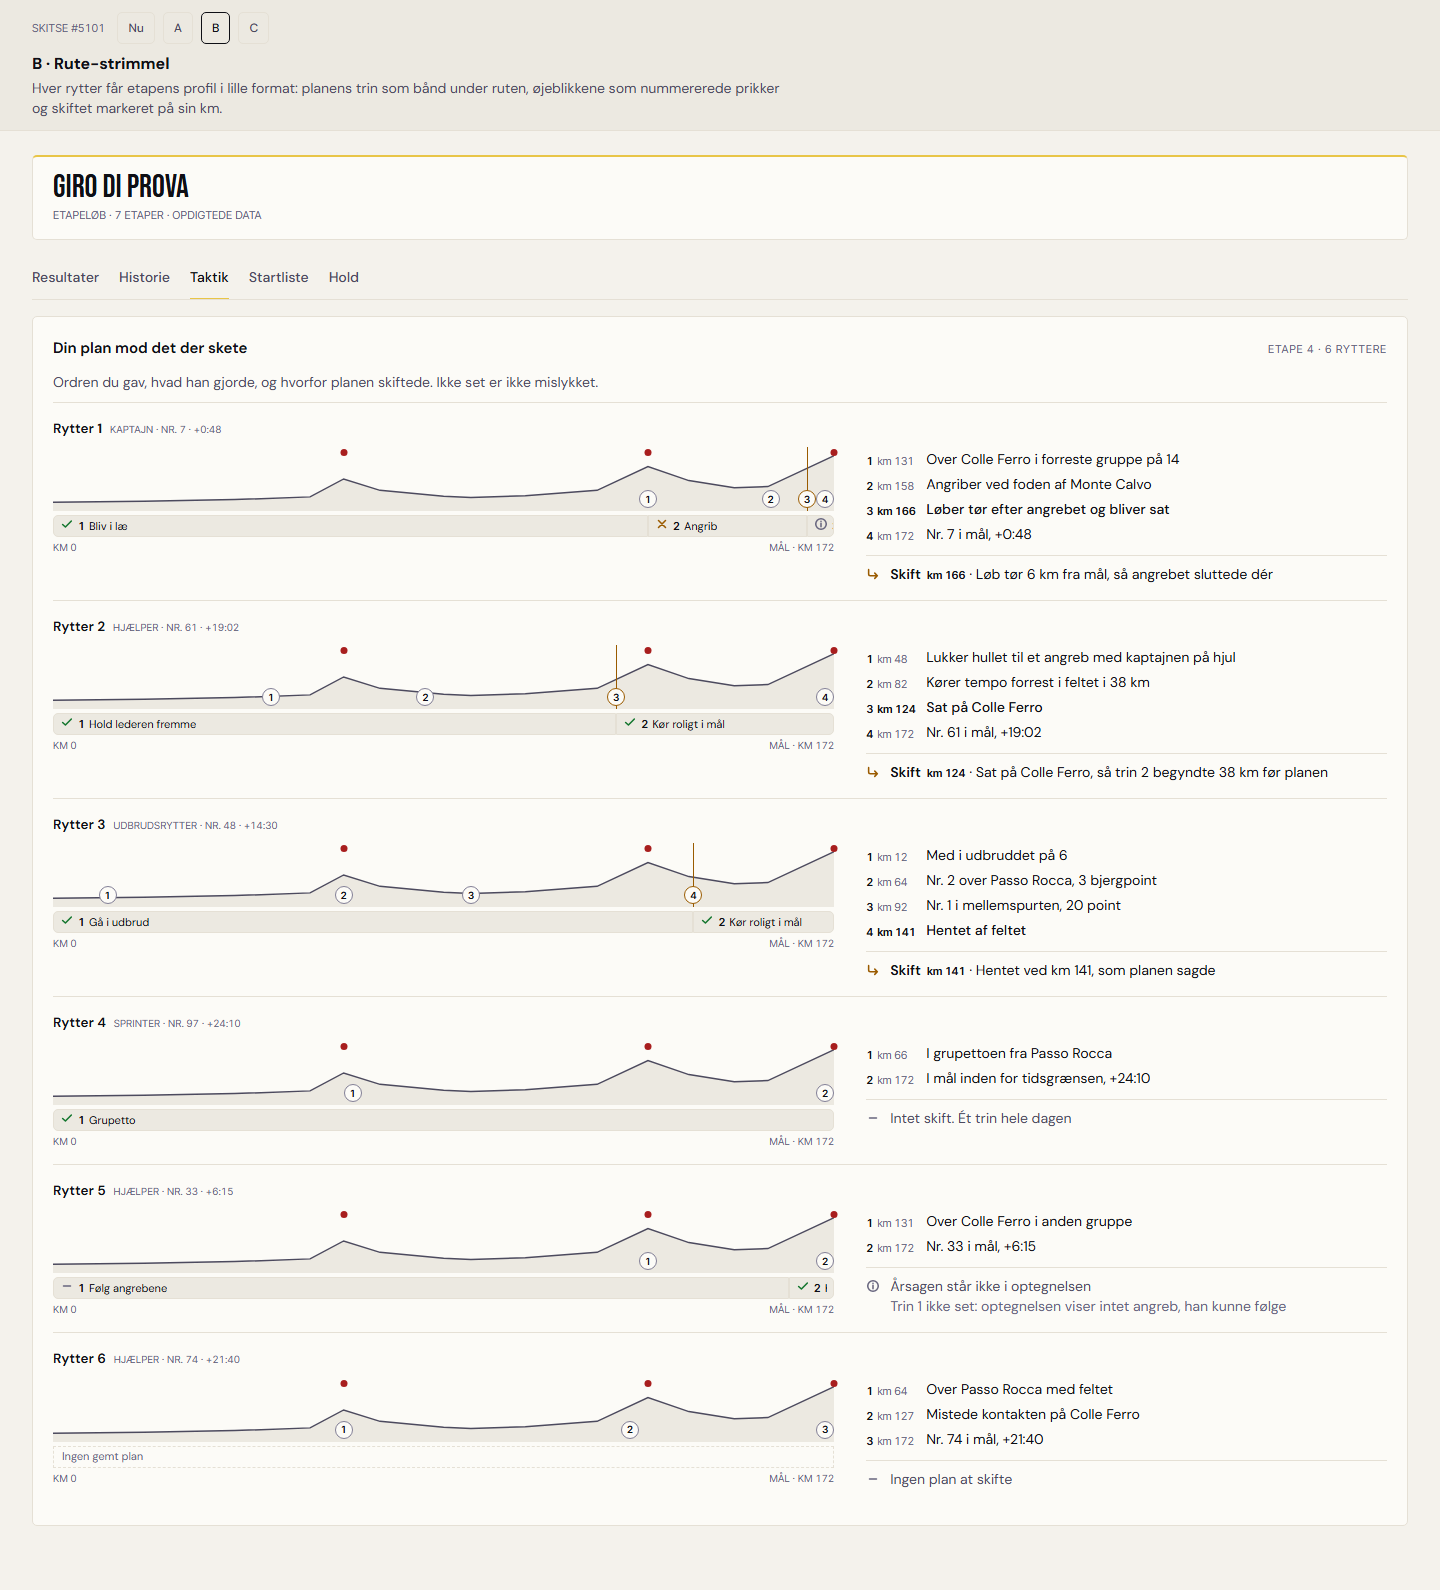 SKITSE #5101 Nu A B C
B · Rute-strimmel
Hver rytter får etapens profil i lille format: planens trin som bånd under ruten, øjeblikkene som nummererede prikker
og skiftet markeret på sin km.
GIRO DI PROVA
ETAPELØB · 7 ETAPER · OPDIGTEDE DATA
Resultater Historie Taktik Startliste Hold
Din plan mod det der skete
ETAPE 4 · 6 RYTTERE
Ordren du gav, hvad han gjorde, og hvorfor planen skiftede. Ikke set er ikke mislykket.
Rytter 1 KAPTAJN · NR. 7 · +0:48
1 2 3 4
1 Bliv i læ 2 Angrib
KM 0 MÅL · KM 172
1 km 131 Over Colle Ferro i forreste gruppe på 14
2 km 158 Angriber ved foden af Monte Calvo
3 km 166 Løber tør efter angrebet og bliver sat
4 km 172 Nr. 7 i mål, +0:48
Skift km 166 · Løb tør 6 km fra mål, så angrebet sluttede dér
Rytter 2 HJÆLPER · NR. 61 · +19:02
1 2 3 4
1 Hold lederen fremme 2 Kør roligt i mål
KM 0 MÅL · KM 172
1 km 48 Lukker hullet til et angreb med kaptajnen på hjul
2 km 82 Kører tempo forrest i feltet i 38 km
3 km 124 Sat på Colle Ferro
4 km 172 Nr. 61 i mål, +19:02
Skift km 124 · Sat på Colle Ferro, så trin 2 begyndte 38 km før planen
Rytter 3 UDBRUDSRYTTER · NR. 48 · +14:30
1 2 3 4
1 Gå i udbrud 2 Kør roligt i mål
KM 0 MÅL · KM 172
1 km 12 Med i udbruddet på 6
2 km 64 Nr. 2 over Passo Rocca, 3 bjergpoint
3 km 92 Nr. 1 i mellemspurten, 20 point
4 km 141 Hentet af feltet
Skift km 141 · Hentet ved km 141, som planen sagde
Rytter 4 SPRINTER · NR. 97 · +24:10
1 2
1 Grupetto
KM 0 MÅL · KM 172
1 km 66 I grupettoen fra Passo Rocca
2 km 172 I mål inden for tidsgrænsen, +24:10
Intet skift. Ét trin hele dagen
Rytter 5 HJÆLPER · NR. 33 · +6:15
1 2
1 Følg angrebene 2
KM 0 MÅL · KM 172
1 km 131 Over Colle Ferro i anden gruppe
2 km 172 Nr. 33 i mål, +6:15
Årsagen står ikke i optegnelsen
Trin 1 ikke set: optegnelsen viser intet angreb, han kunne følge
Rytter 6 HJÆLPER · NR. 74 · +21:40
1 2 3
Ingen gemt plan
KM 0 MÅL · KM 172
1 km 64 Over Passo Rocca med feltet
2 km 127 Mistede kontakten på Colle Ferro
3 km 172 Nr. 74 i mål, +21:40
Ingen plan at skifte